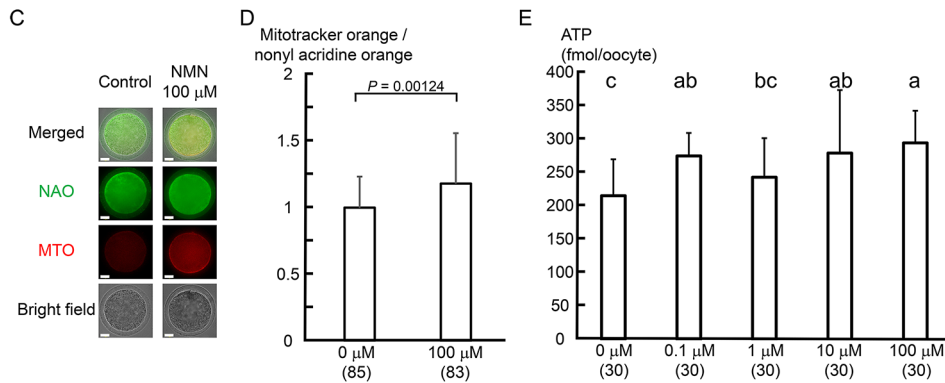 C
Control
NMN
100 μM
Merged
NAO
MTO
Bright field
D
Mitotracker orange /
nonyl acridine orange
2
1.5
1
0.5
0
P = 0.00124
0 μM
100 μM
(85)
(83)
E
ATP
(fmol/oocyte)
400
350
300
250
200
150
100
50
0
c
ab
bc
ab
a
0 μM
0.1 μM
1 μM
10 μM
100 μM
(30)
(30)
(30)
(30)
(30)